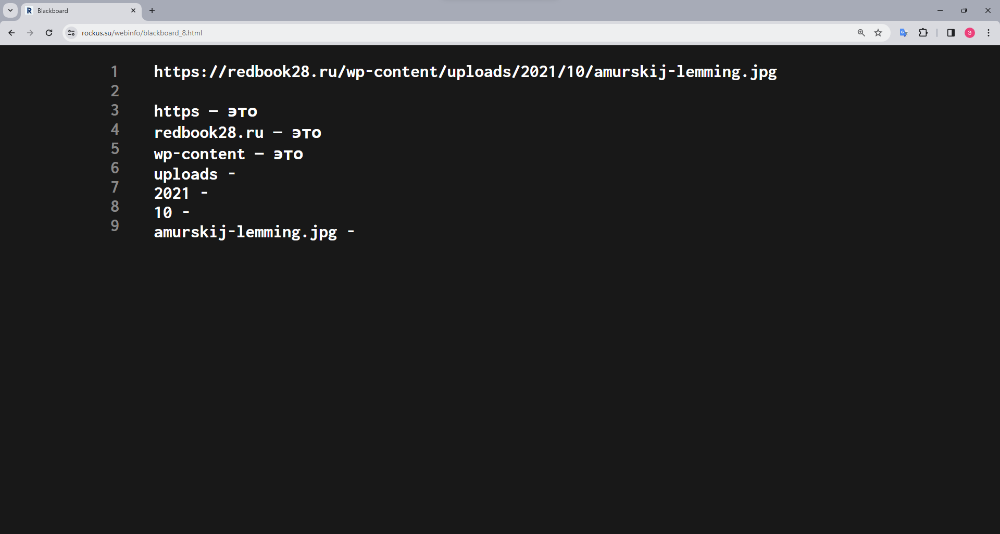 Blackboard
rockus.su/webinfo/blackboard_8.html
э
1 https://redbook28.ru/wp-content/uploads/2021/10/amurskij-lemming.jpg
2
3 https — это
4 redbook28.ru — это
5 wp-content — это
6 uploads -
7 2021 -
8 10 -
9 amurskij-lemming.jpg -